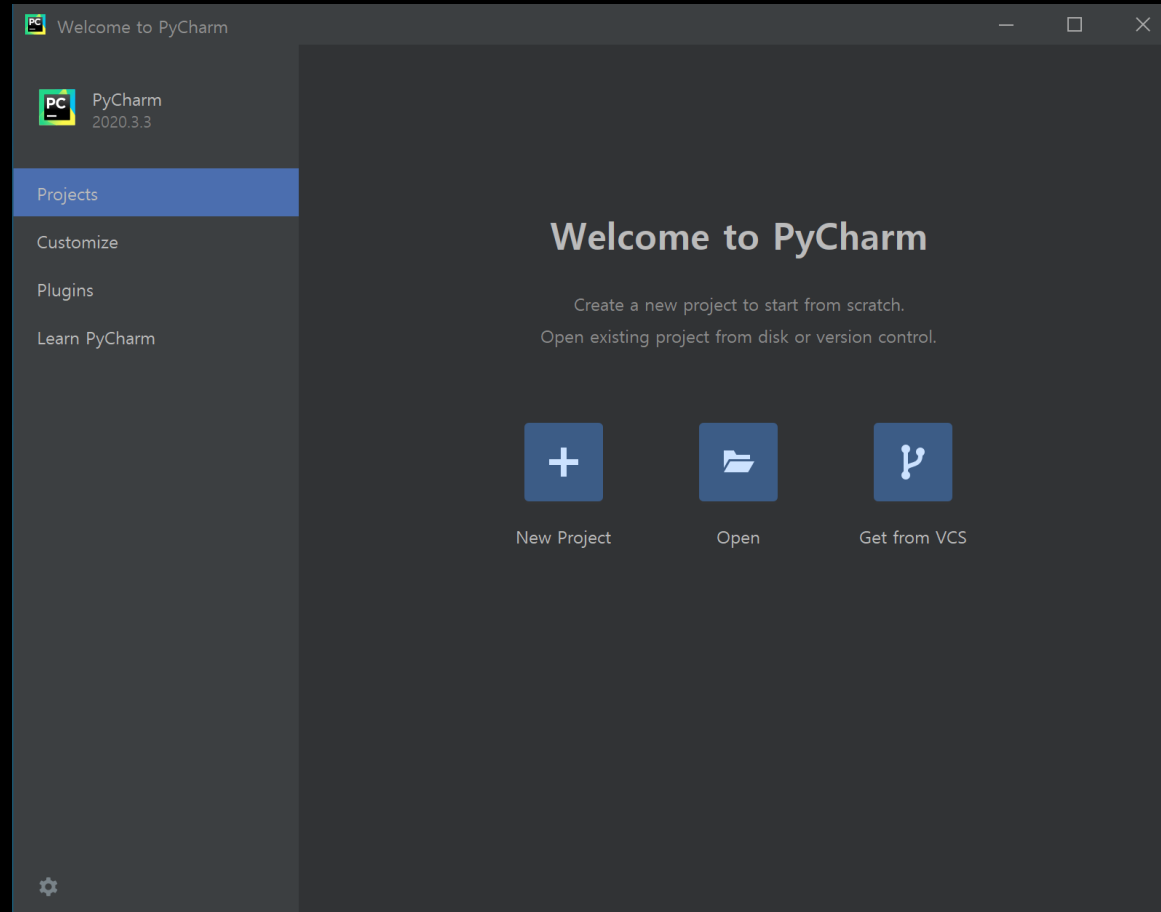 Welcome to PyCharm
PC
PyCharm
2020.3.3
Projects
Customize
Plugins
Learn PyCharm
Welcome to PyCharm
Create a new project to start from scratch.
Open existing project from disk or version control.
New Project
Open
Get from VCS